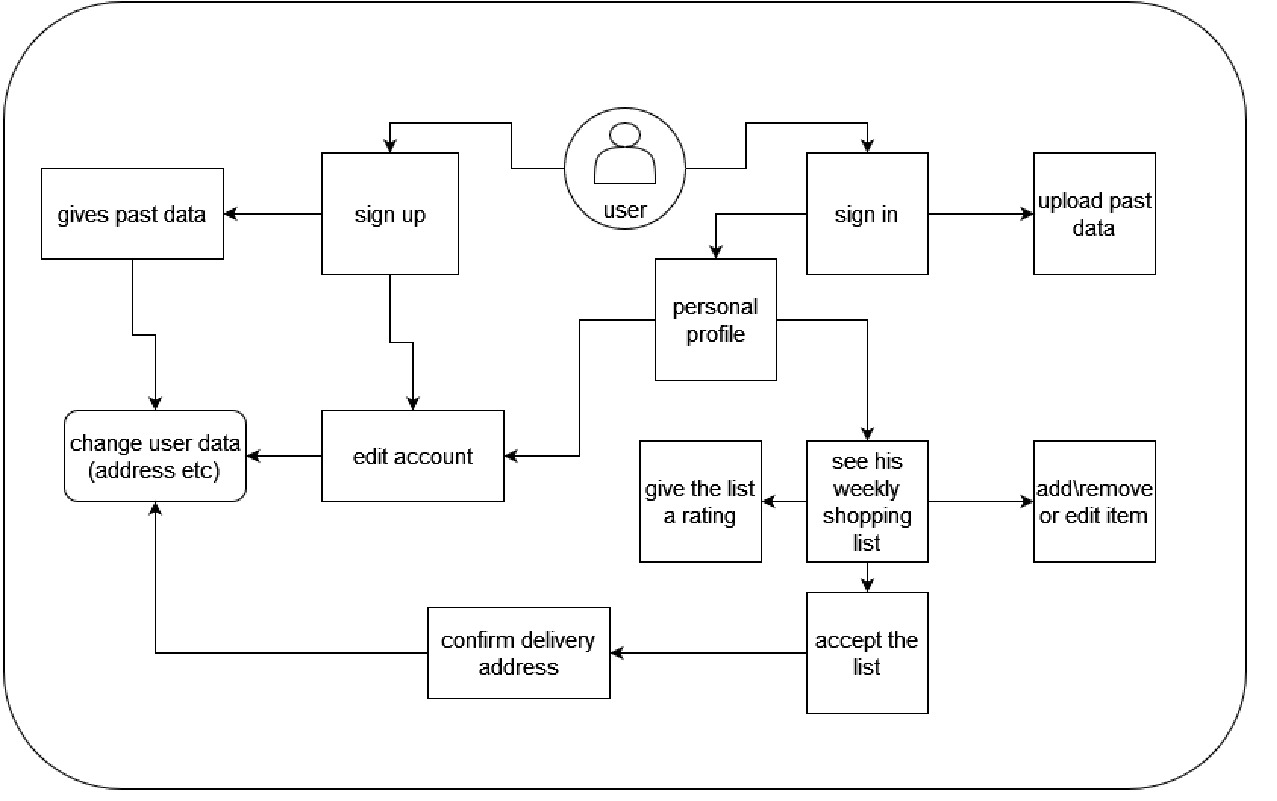 user
gives past data
sign up
sign in
upload past
data
personal
profile
change user data
(address etc)
edit account
give the list
a rating
see his
weekly
shopping
list
add\remove
or edit item
confirm delivery
address
accept the
list